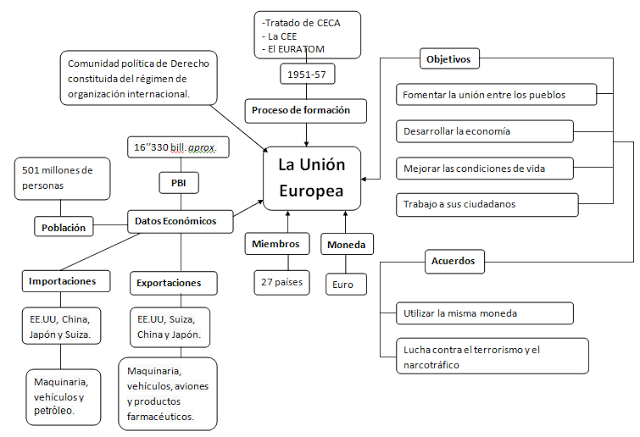 -Tratado de CECA
- La CEE
- El EURATOM
1951-57
Proceso de formación
Comunidad política de Derecho
constituida del régimen de
organización internacional.
La Unión
Europea
Objetivos
Fomentar la unión entre los pueblos
Desarrollar la economía
Mejorar las condiciones de vida
Trabajo a sus ciudadanos
Acuerdos
Utilizar la misma moneda
Lucha contra el terrorismo y el
narcotráfico
16’’330 bill. aprox.
PBI
501 millones de
personas
Población
Datos Económicos
Miembros
27 paises
Moneda
Euro
Importaciones
EE.UU, China,
Japón y Suiza.
Maquinaria,
vehículos y
petróleo.
Exportaciones
EE.UU, Suiza,
China y Japón.
Maquinaria,
vehículos, aviones
y productos
farmacéuticos.